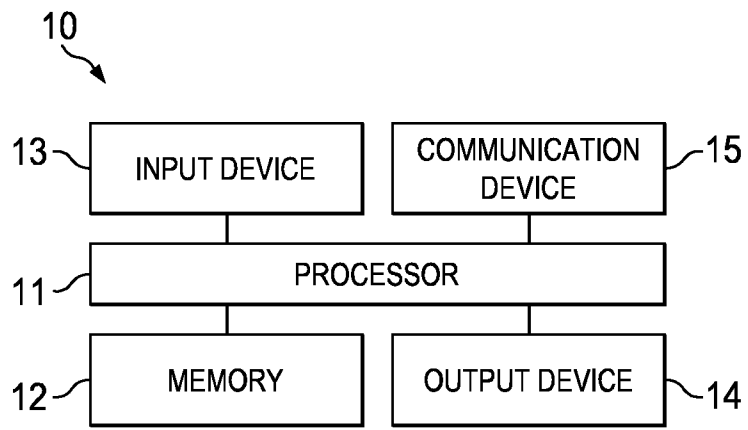 10
13
INPUT DEVICE
COMMUNICATION
DEVICE
15
11
PROCESSOR
12
MEMORY
OUTPUT DEVICE
14